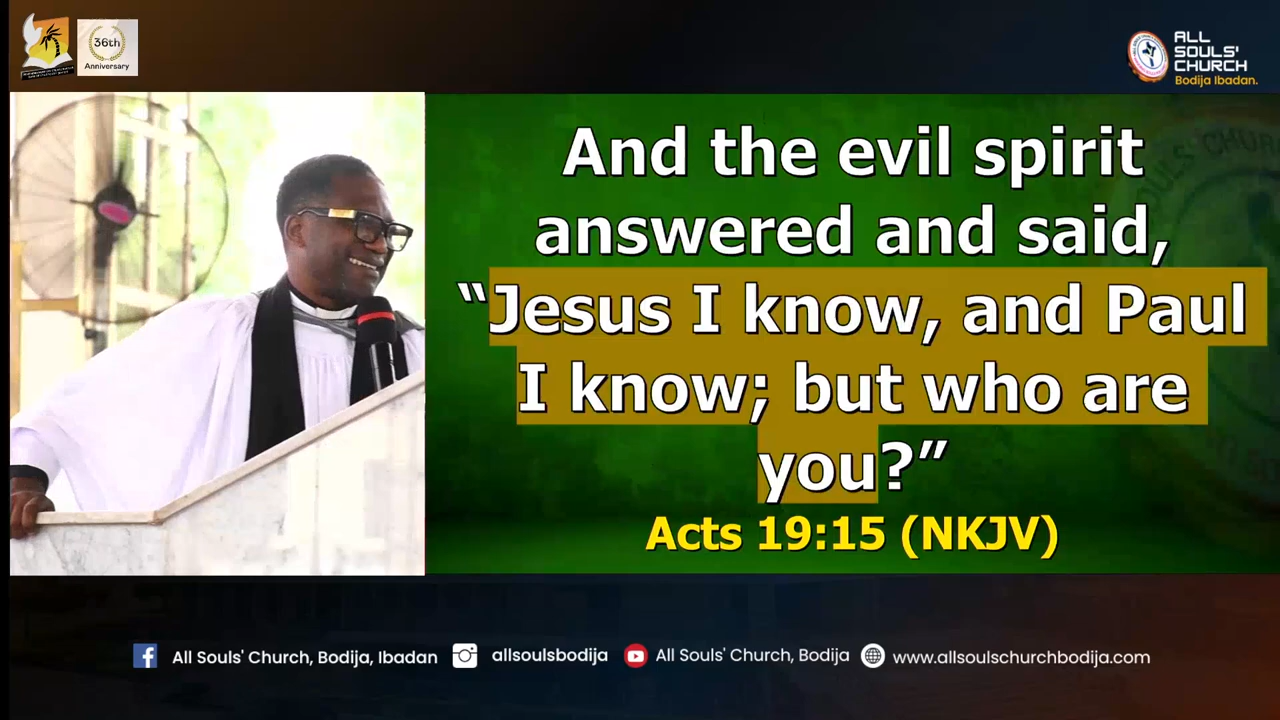 36th
Anniversary
ALL
SOULS'
CHURCH
Bodija Ibadan.
And the evil spirit
answered and said,
“Jesus I know, and Paul
I know; but who are
you?”
Acts 19:15 (NKJV)
All Souls' Church, Bodija, Ibadan
allsoulsbodija
All Souls' Church, Bodija
www.allsoulschurchbodija.com